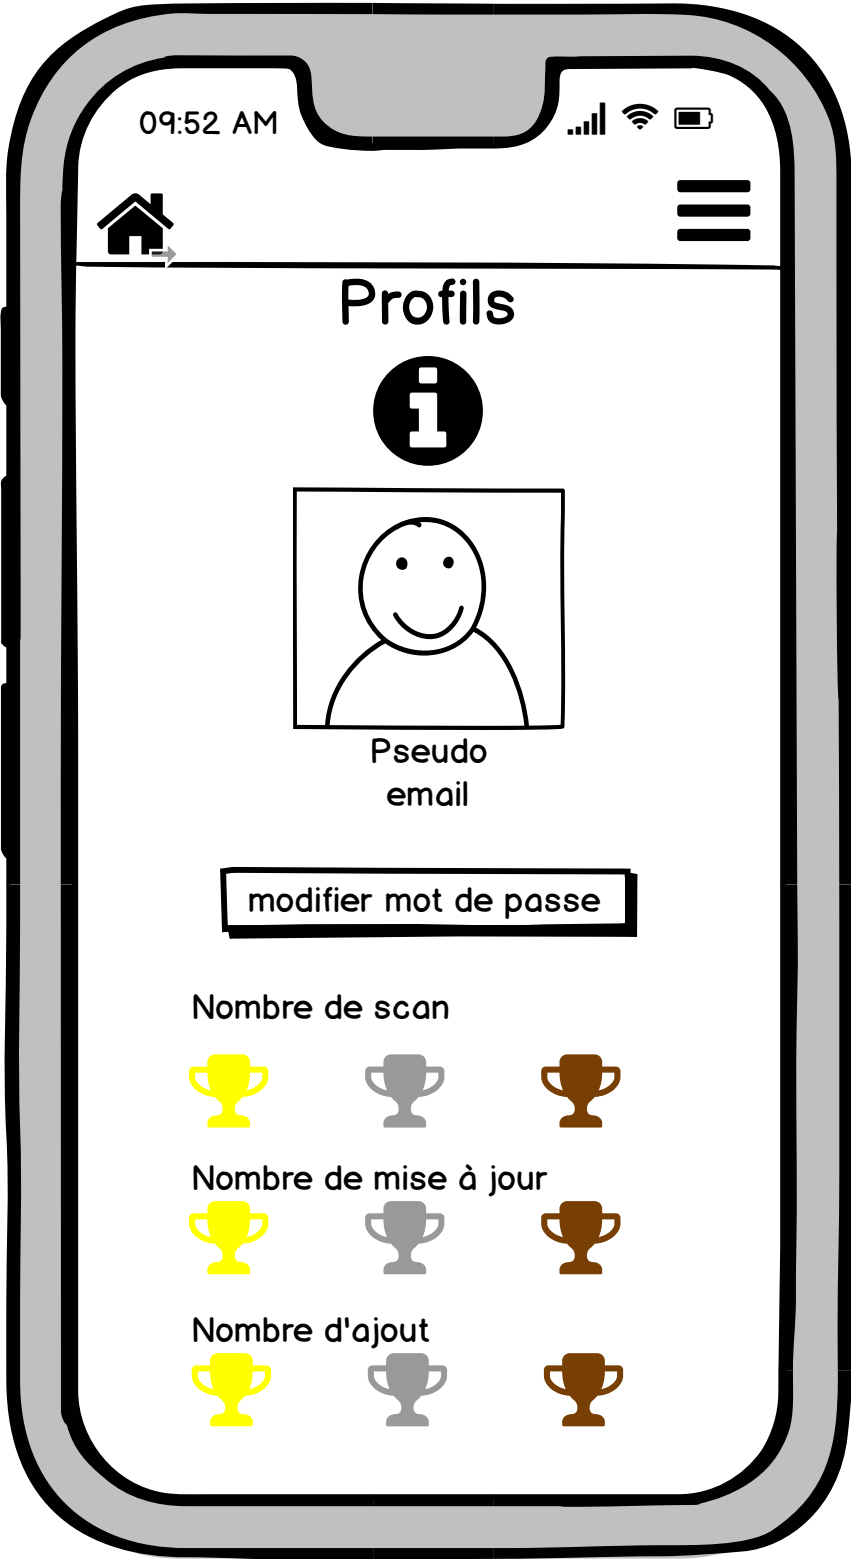 09:52 AM
Profils
i
Pseudo
email
modifier mot de passe
Nombre de scan
Nombre de mise à jour
Nombre d'ajout